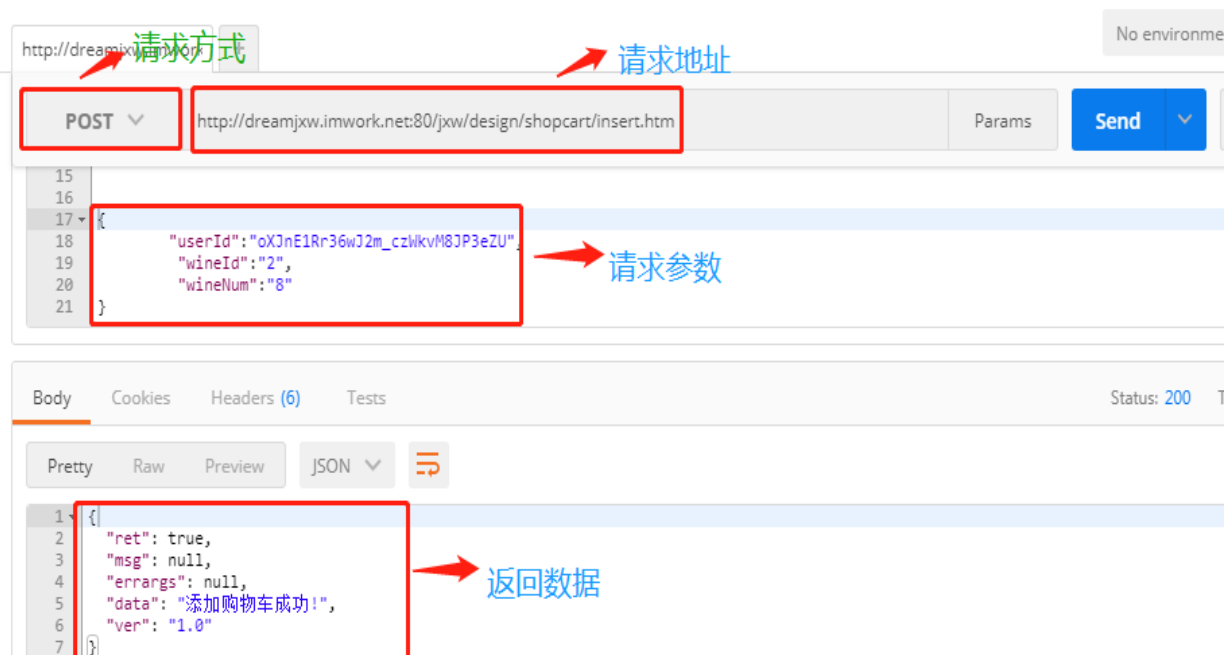 No environme
http://dreamjxw.imwork
请求方式
请求地址
POST
http://dreamjxw.imwork.net:80/jxw/design/shopcart/insert.htm
Params
Send
15
16
17 {
18 "userId":"oXJnE1Rr36wJ2m_czWkvM8JP3eZU",
19 "wineId":"2",
20 "wineNum":"8"
21 }
请求参数
Body Cookies Headers (6) Tests Status: 200 T
Pretty Raw Preview JSON
1 {
2 "ret": true,
3 "msg": null,
4 "errargs": null,
5 "data": "添加购物车成功!",
6 "ver": "1.0"
7 }
返回数据